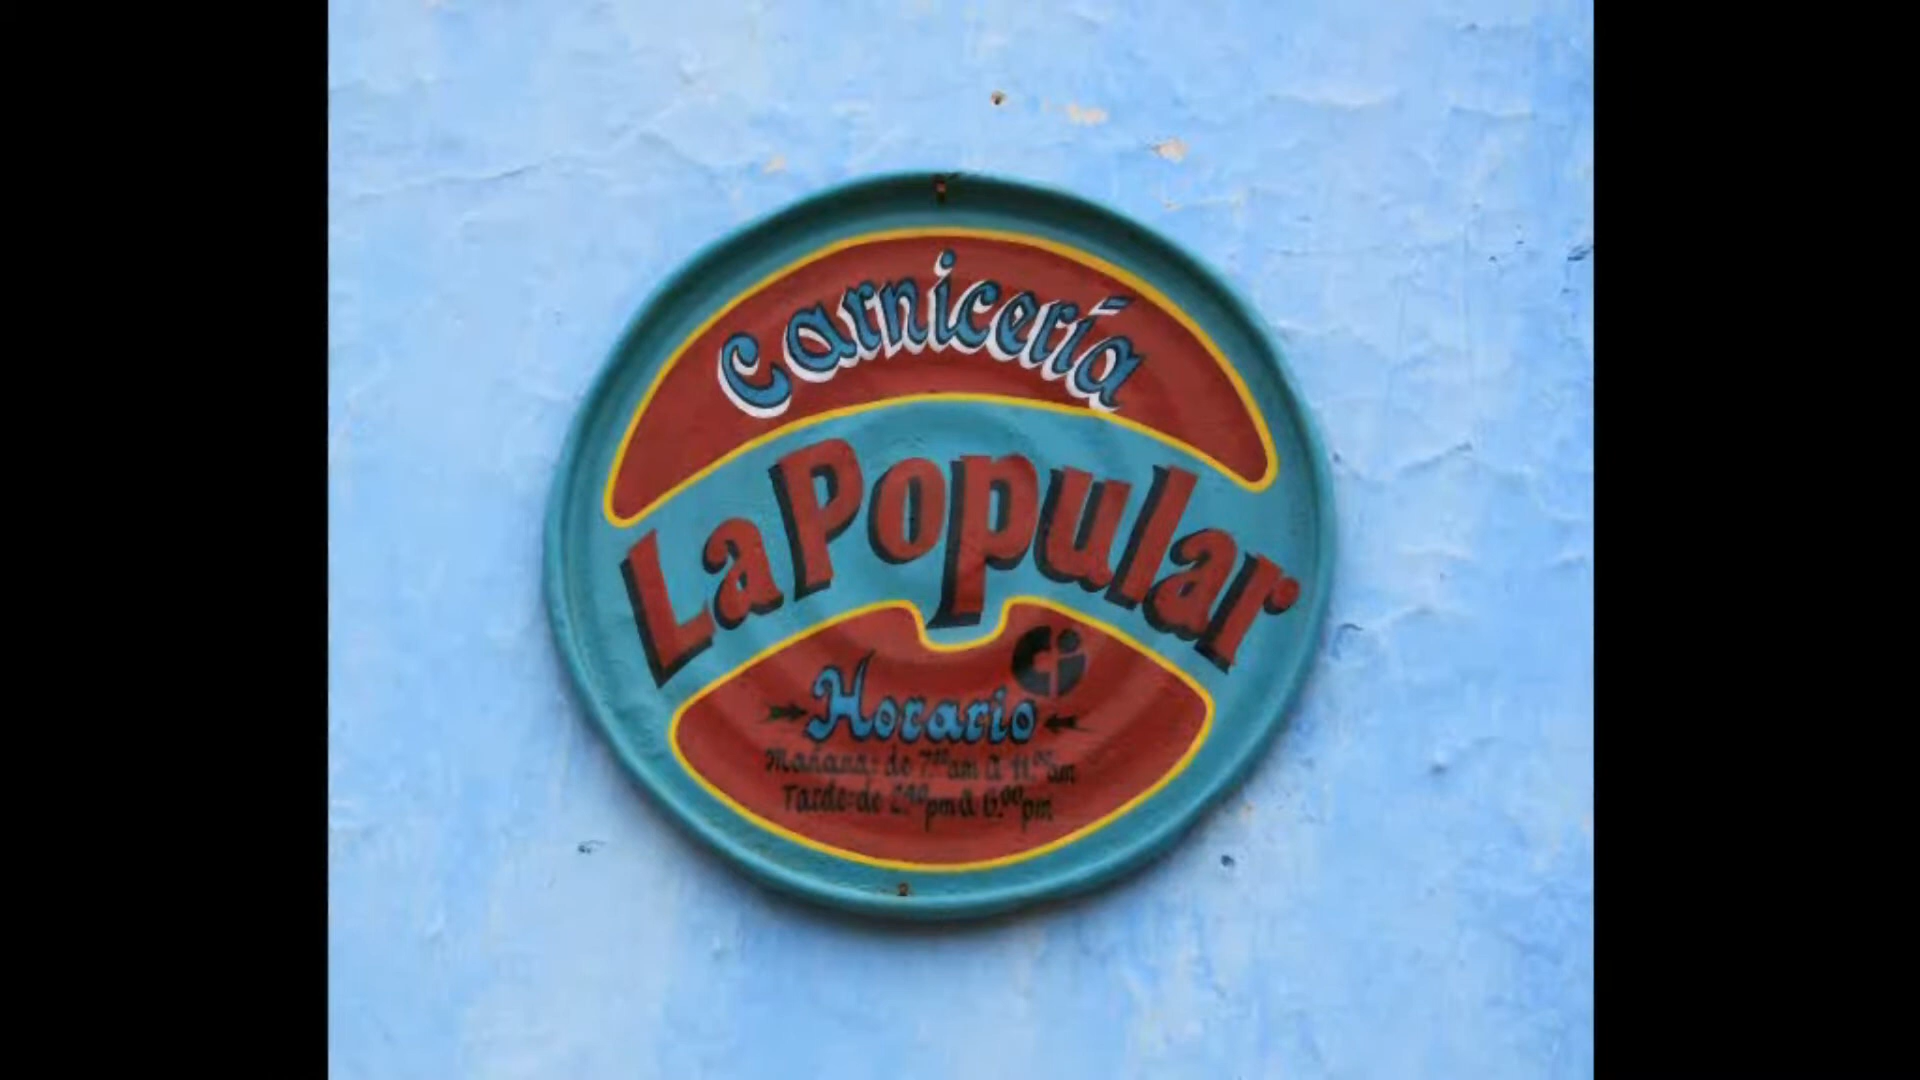 Carnicería
La Popular
Ci
Horario
Mañana: de 7.00 am a 11.00 am
Tarde: de 2.00 pm a 6.00 pm